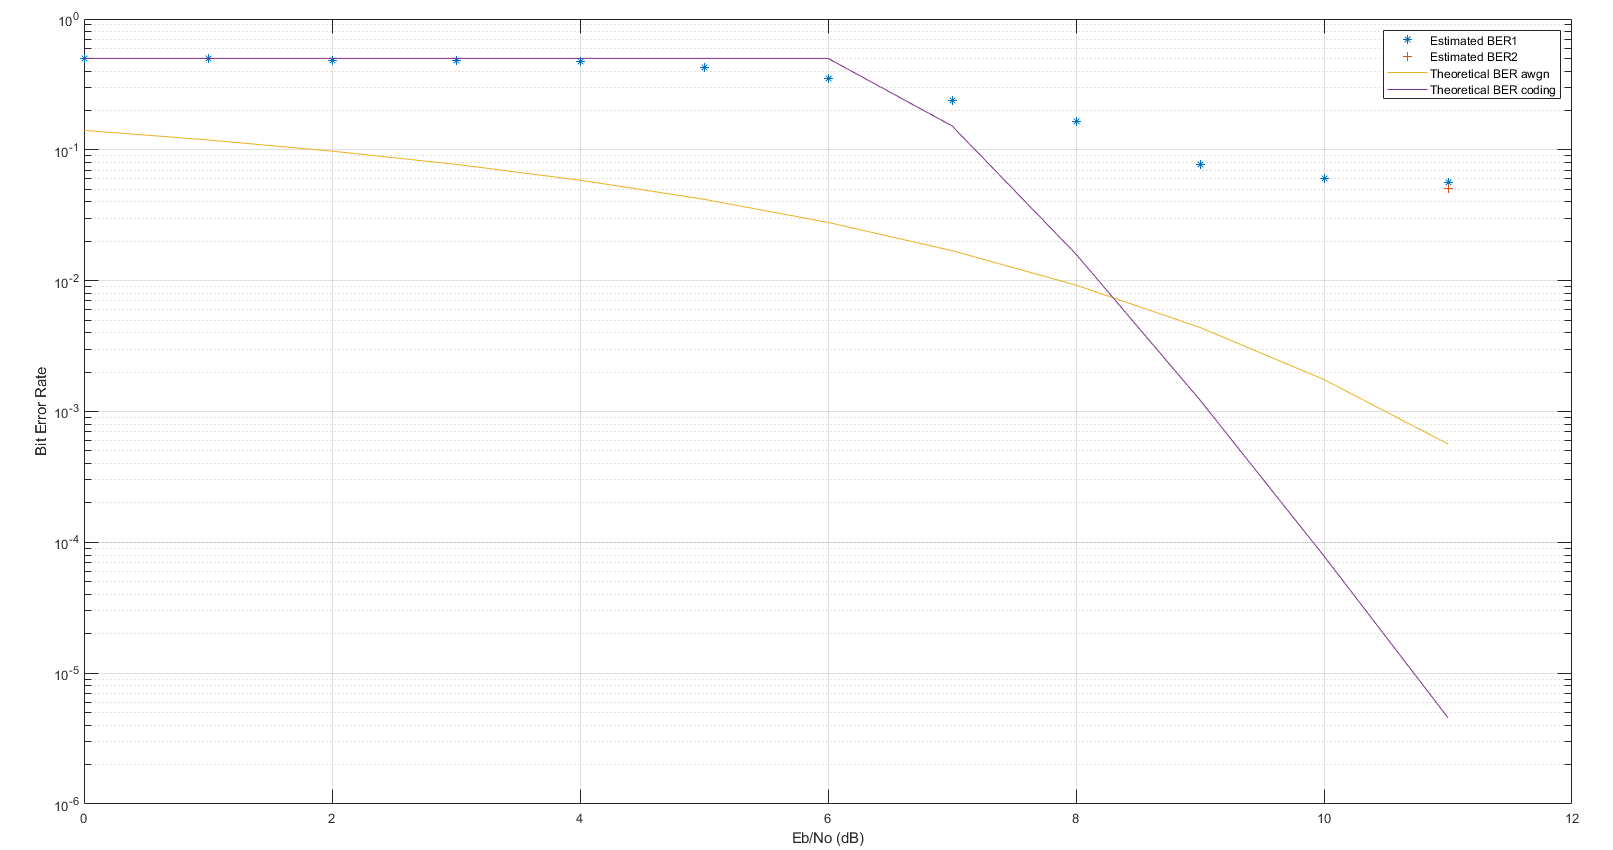 Estimated BER1
Estimated BER2
Theoretical BER awgn
Theoretical BER coding
10^0
10^-1
10^-2
10^-3
10^-4
10^-5
10^-6
Bit Error Rate
0 2 4 6 8 10 12
Eb/No (dB)